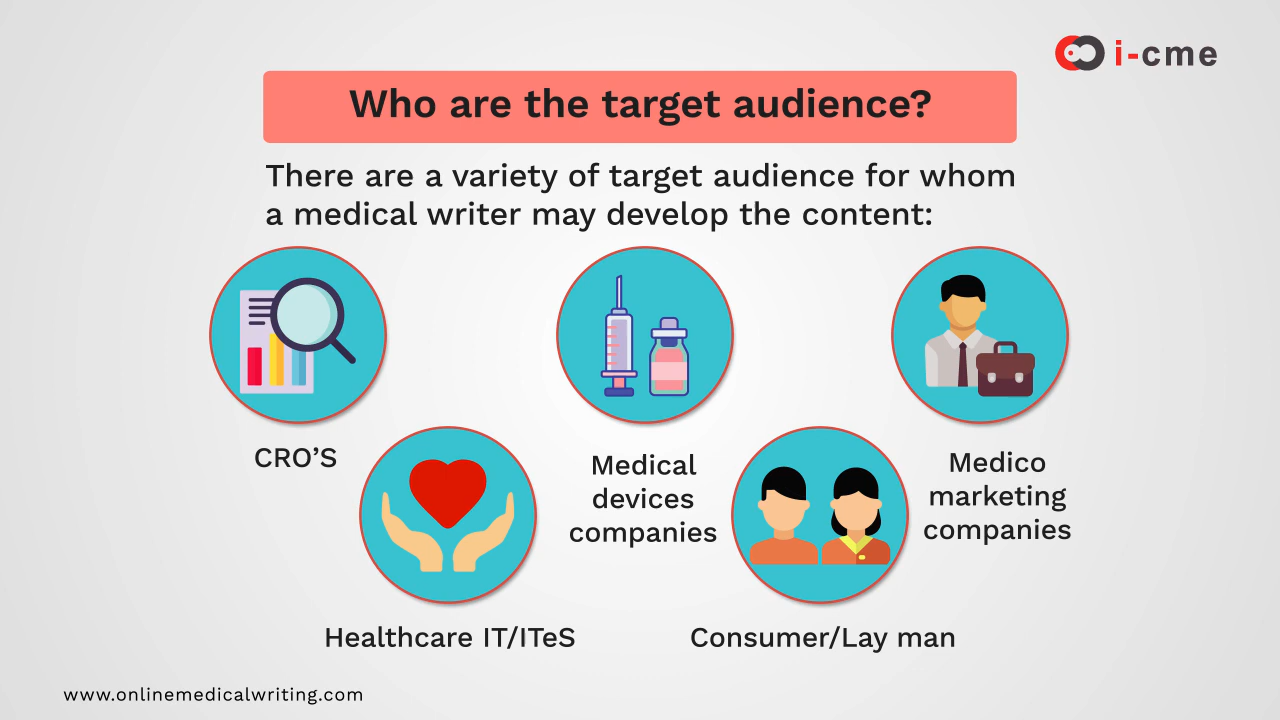 i-cme
Who are the target audience?
There are a variety of target audience for whom
a medical writer may develop the content:
CRO’S
Healthcare IT/ITeS
Medical
devices
companies
Consumer/Lay man
Medico
marketing
companies
www.onlinemedicalwriting.com